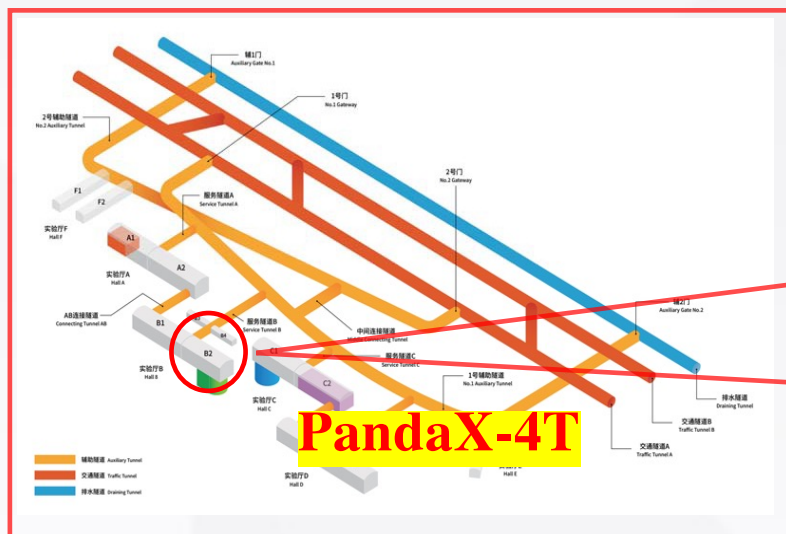 辅1门
Auxiliary Gate No.1
1号门
No.1 Gateway
2号辅助隧道
No.2 Auxiliary Tunnel
2号门
No.2 Gateway
F1
F2
服务隧道A
Service Tunnel A
实验厅F
Hall F
A1
A2
实验厅A
Hall A
AB连接隧道
Connecting Tunnel AB
辅2门
Auxiliary Gate No.2
服务隧道B
Service Tunnel B
中间连接隧道
Connecting Tunnel
B1
B2
B4
C1
服务隧道C
Service Tunnel C
实验厅B
Hall B
1号辅助隧道
No.1 Auxiliary Tunnel
C2
排水隧道
Draining Tunnel
实验厅C
Hall C
交通隧道B
Traffic Tunnel B
PandaX-4T
交通隧道A
Traffic Tunnel A
辅助隧道 Auxiliary Tunnel
交通隧道 Traffic Tunnel
排水隧道 Draining Tunnel
实验厅D
Hall D
Hall E